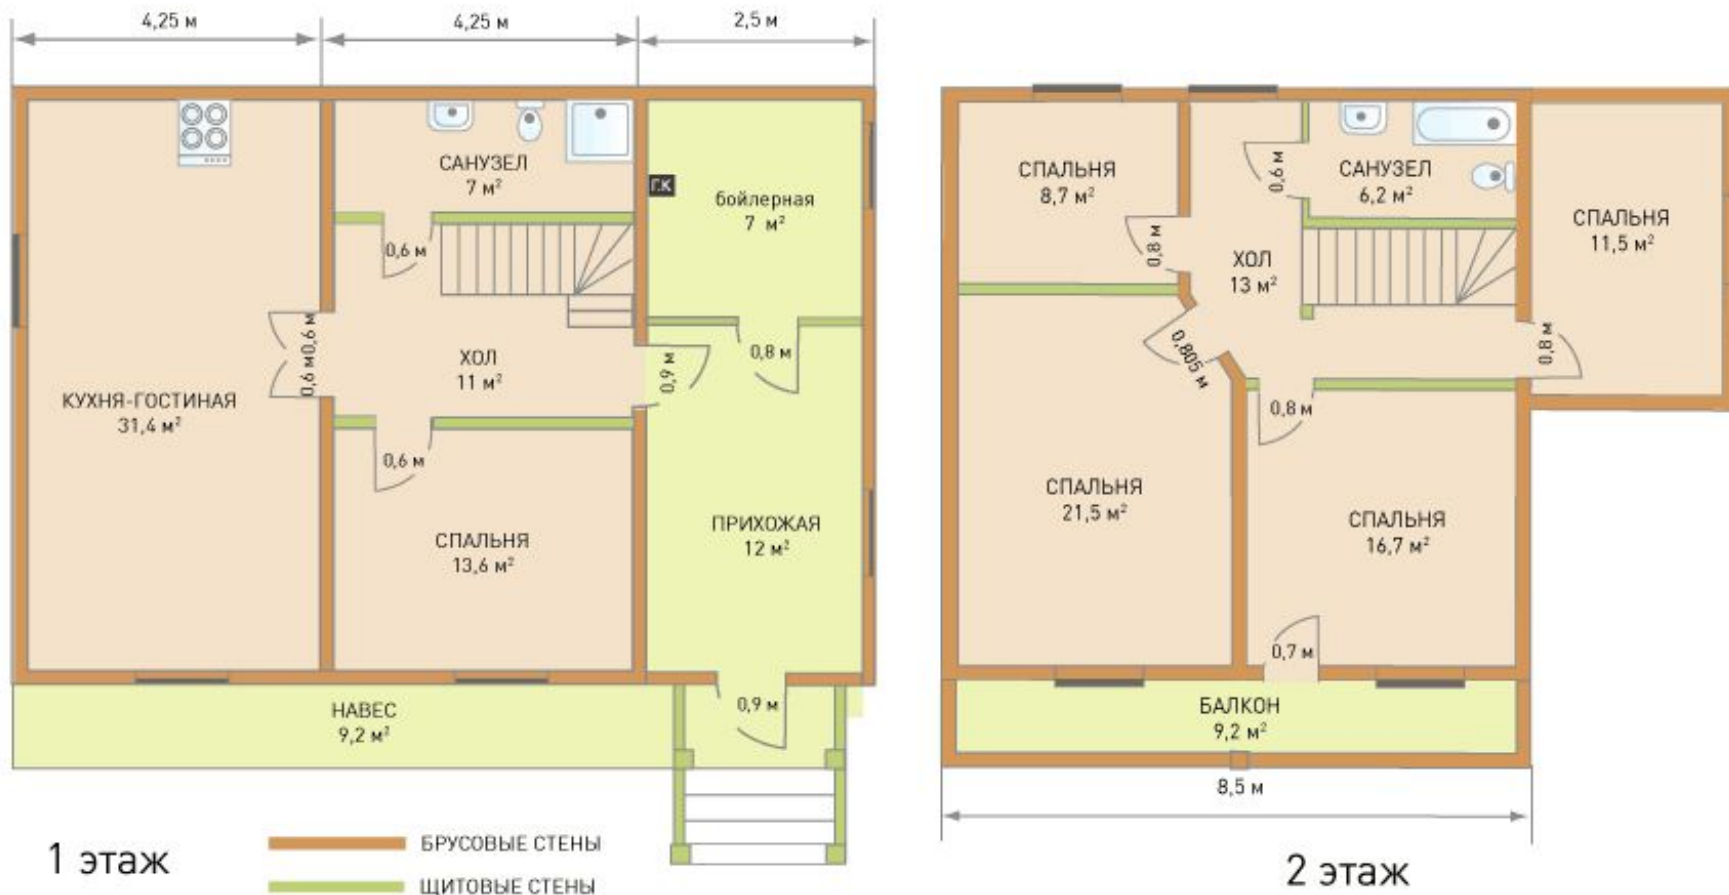 4,25 м
4,25 м
2,5 м
САНУЗЕЛ
7 м²
Г.К
бойлерная
7 м²
0,6 м
0,6 м
0,6 м
ХОЛ
11 м²
0,9 м
0,8 м
КУХНЯ-ГОСТИНАЯ
31,4 м²
0,6 м
СПАЛЬНЯ
13,6 м²
ПРИХОЖАЯ
12 м²
НАВЕС
9,2 м²
0,9 м
1 этаж
БРУСОВЫЕ СТЕНЫ
ЩИТОВЫЕ СТЕНЫ
СПАЛЬНЯ
8,7 м²
0,6 м
САНУЗЕЛ
6,2 м²
СПАЛЬНЯ
11,5 м²
0,8 м
ХОЛ
13 м²
0,805 м
0,8 м
0,8 м
СПАЛЬНЯ
21,5 м²
СПАЛЬНЯ
16,7 м²
0,7 м
БАЛКОН
9,2 м²
8,5 м
2 этаж